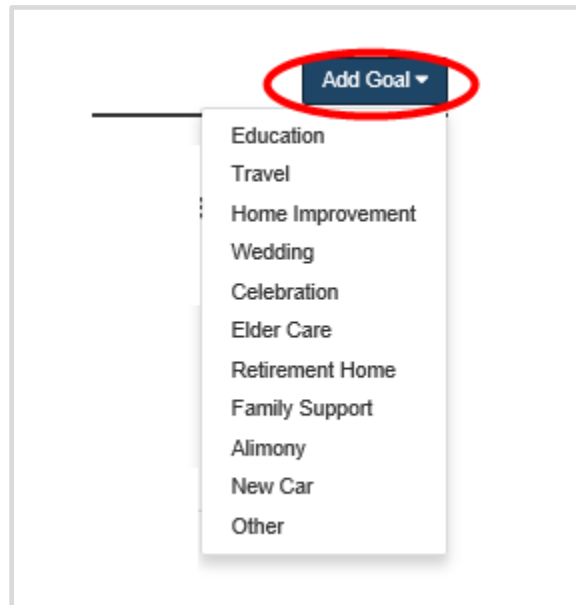 Add Goal
Education
Travel
Home Improvement
Wedding
Celebration
Elder Care
Retirement Home
Family Support
Alimony
New Car
Other